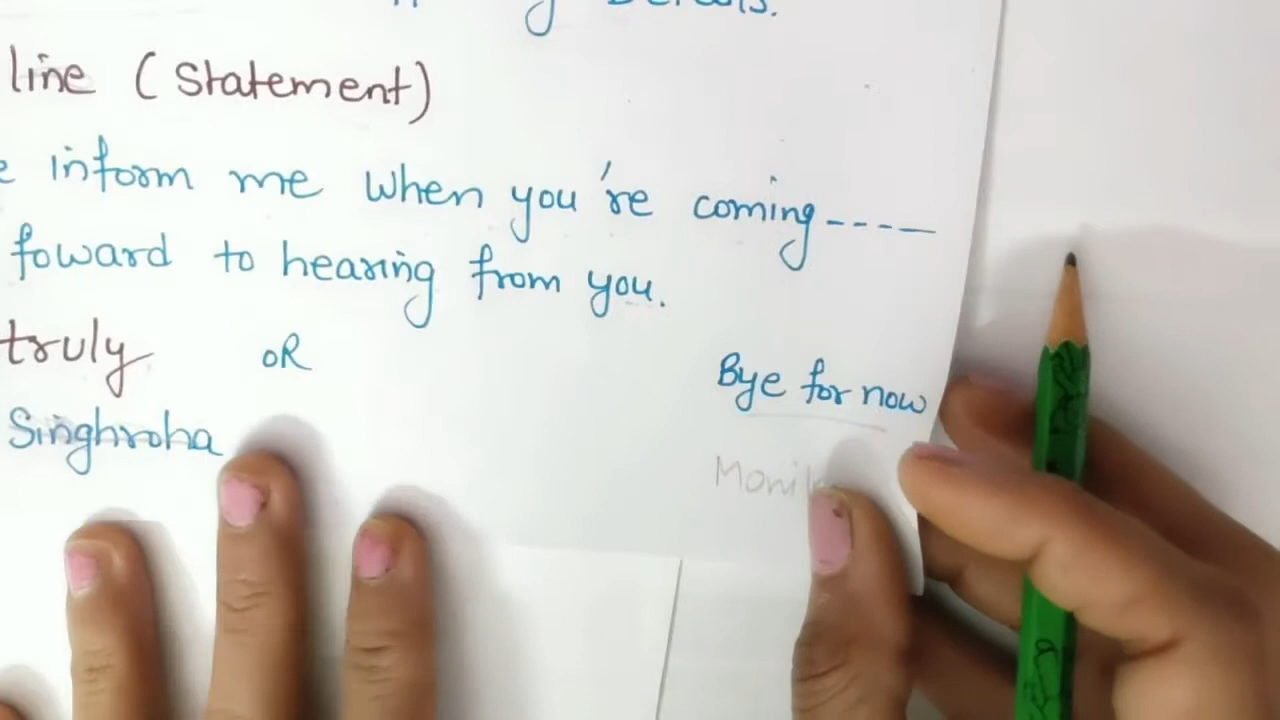 line (Statement)
inform me when you're coming-----
foward to hearing from you.
truly OR
Bye for now
Singhroha